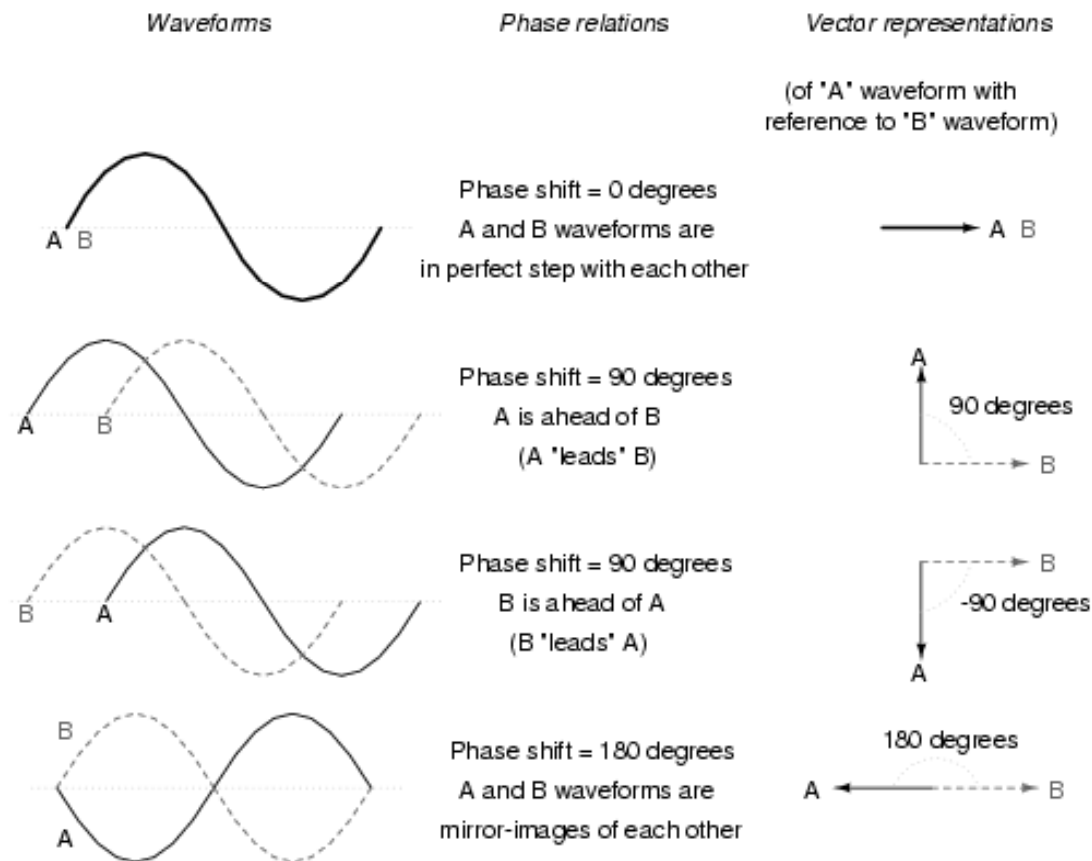 Waveforms
Phase relations
Vector representations
(of "A" waveform with
reference to "B" waveform)
A B
Phase shift = 0 degrees
A and B waveforms are
in perfect step with each other
A B
A
B
Phase shift = 90 degrees
A is ahead of B
(A "leads" B)
A
90 degrees
B
B
A
Phase shift = 90 degrees
B is ahead of A
(B "leads" A)
B
-90 degrees
A
B
A
Phase shift = 180 degrees
A and B waveforms are
mirror-images of each other
180 degrees
A
B